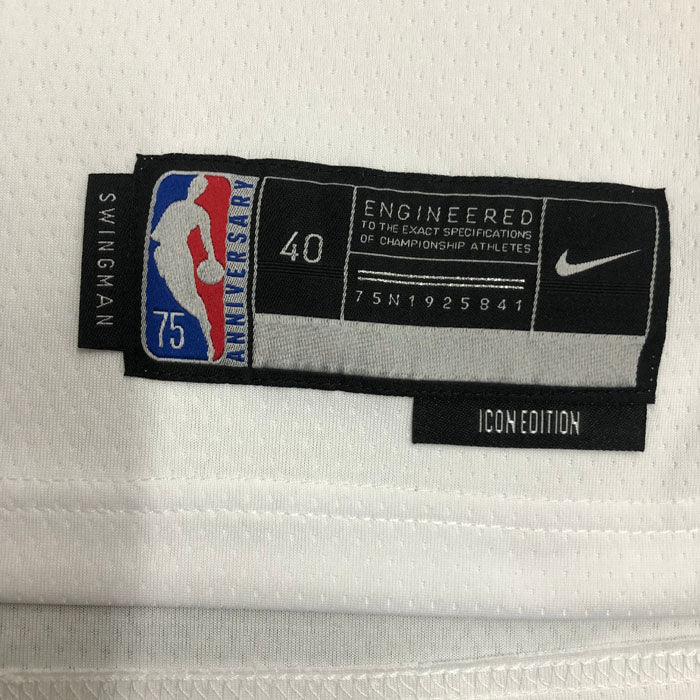 SWINGMAN
75
ANNIVERSARY
40
ENGINEERED
TO THE EXACT SPECIFICATIONS
OF CHAMPIONSHIP ATHLETES
75N1925841
ICON EDITION